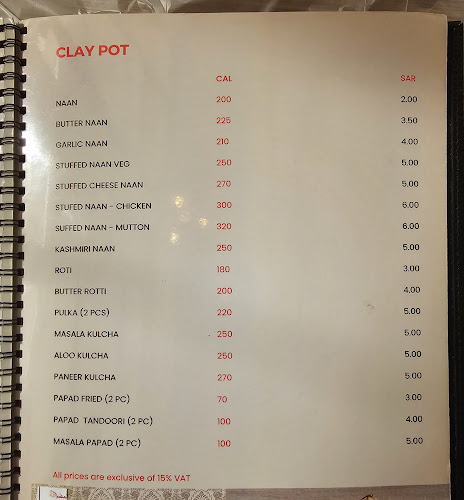 CLAY POT
CAL SAR
NAAN 200 2.00
BUTTER NAAN 225 3.50
GARLIC NAAN 210 4.00
STUFFED NAAN VEG 250 5.00
STUFFED CHEESE NAAN 270 5.00
STUFED NAAN - CHICKEN 300 6.00
SUFFED NAAN - MUTTON 320 6.00
KASHMIRI NAAN 250 5.00
ROTI 180 3.00
BUTTER ROTTI 200 4.00
PULKA (2 PCS) 220 5.00
MASALA KULCHA 250 5.00
ALOO KULCHA 250 5.00
PANEER KULCHA 270 5.00
PAPAD FRIED (2 PC) 70 3.00
PAPAD TANDOORI (2 PC) 100 4.00
MASALA PAPAD (2 PC) 100 5.00
All prices are exclusive of 15% VAT